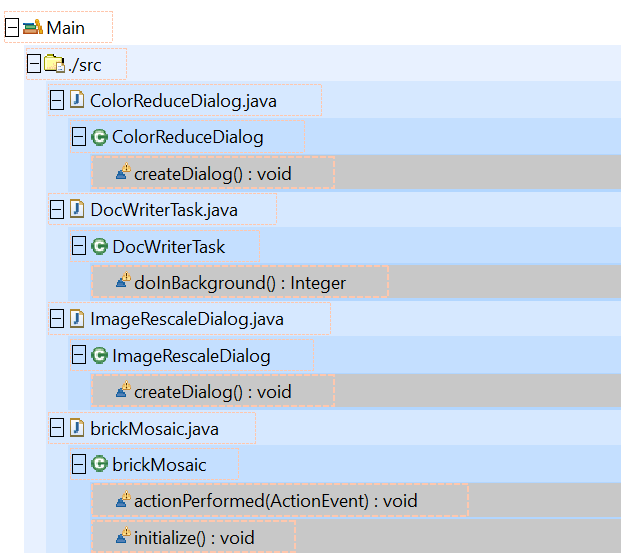 Main
./src
ColorReduceDialog.java
ColorReduceDialog
createDialog() : void
DocWriterTask.java
DocWriterTask
doInBackground() : Integer
ImageRescaleDialog.java
ImageRescaleDialog
createDialog() : void
brickMosaic.java
brickMosaic
actionPerformed(ActionEvent) : void
initialize() : void